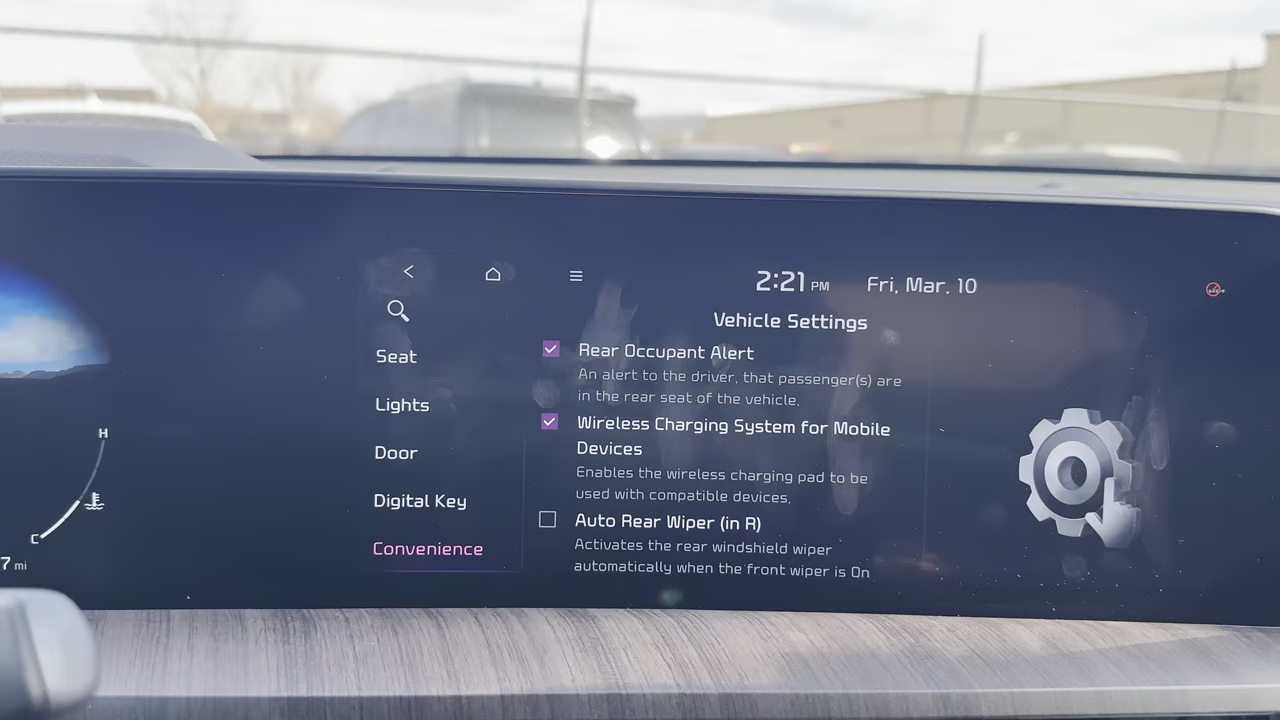 2:21 PM Fri, Mar. 10
Vehicle Settings
Seat
Lights
Door
Digital Key
Convenience
Rear Occupant Alert
An alert to the driver, that passenger(s) are
in the rear seat of the vehicle.
Wireless Charging System for Mobile
Devices
Enables the wireless charging pad to be
used with compatible devices.
Auto Rear Wiper (in R)
Activates the rear windshield wiper
automatically when the front wiper is On
H
C
7 mi